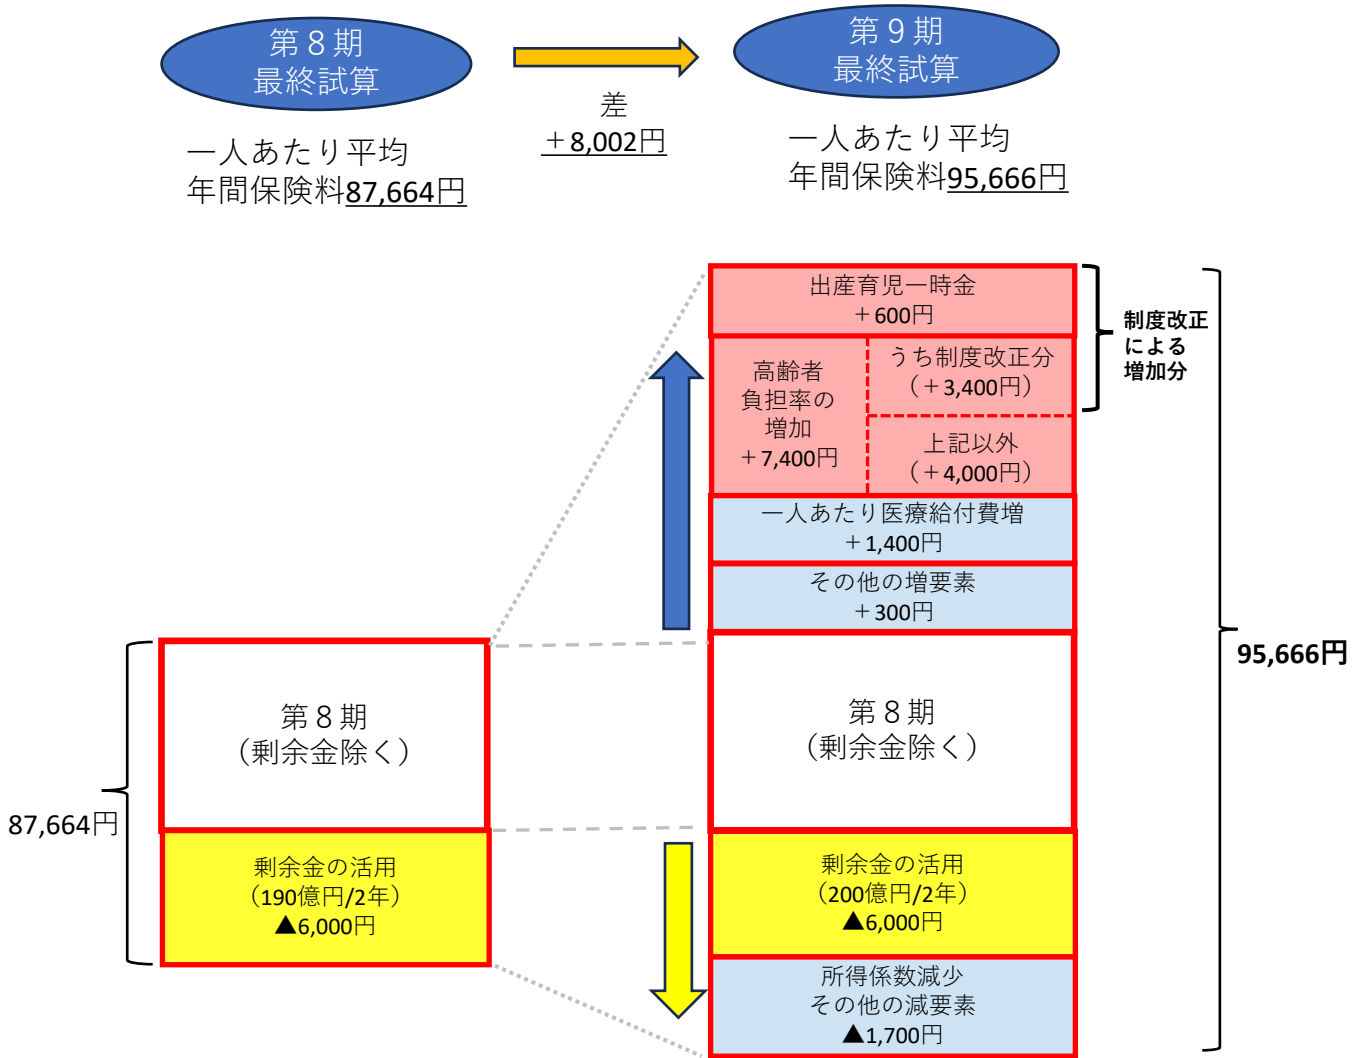 第８期
最終試算
第９期
最終試算
差
＋8,002円
一人あたり平均
年間保険料87,664円
一人あたり平均
年間保険料95,666円
出産育児一時金
＋600円
高齢者
負担率の
増加
＋7,400円
うち制度改正分
（＋3,400円）
上記以外
（＋4,000円）
制度改正
による
増加分
一人あたり医療給付費増
＋1,400円
その他の増要素
＋300円
95,666円
第８期
（剰余金除く）
第８期
（剰余金除く）
87,664円
剰余金の活用
（190億円/2年）
▲6,000円
剰余金の活用
（200億円/2年）
▲6,000円
所得係数減少
その他の減要素
▲1,700円